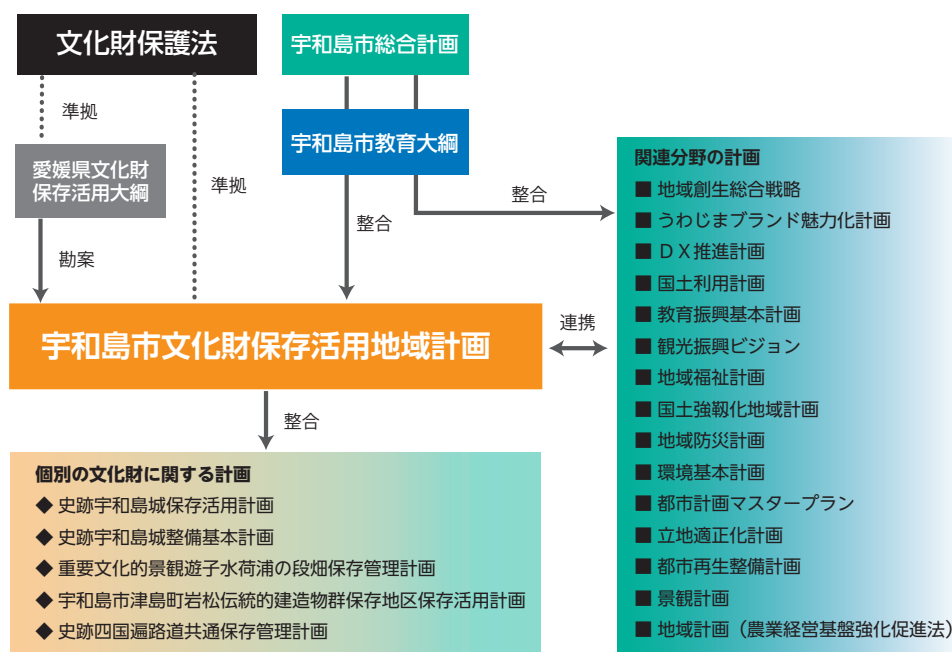 文化財保護法
宇和島市総合計画
準拠
宇和島市教育大綱
愛媛県文化財
保存活用大綱
準拠
整合
整合
勘案
宇和島市文化財保存活用地域計画
連携
整合
個別の文化財に関する計画
◆ 史跡宇和島城保存活用計画
◆ 史跡宇和島城整備基本計画
◆ 重要文化的景観遊子水荷浦の段畑保存管理計画
◆ 宇和島市津島町岩松伝統的建造物群保存地区保存活用計画
◆ 史跡四国遍路道共通保存管理計画
関連分野の計画
■ 地域創生総合戦略
■ うわじまブランド魅力化計画
■ ＤＸ推進計画
■ 国土利用計画
■ 教育振興基本計画
■ 観光振興ビジョン
■ 地域福祉計画
■ 国土強靱化地域計画
■ 地域防災計画
■ 環境基本計画
■ 都市計画マスタープラン
■ 立地適正化計画
■ 都市再生整備計画
■ 景観計画
■ 地域計画（農業経営基盤強化促進法）